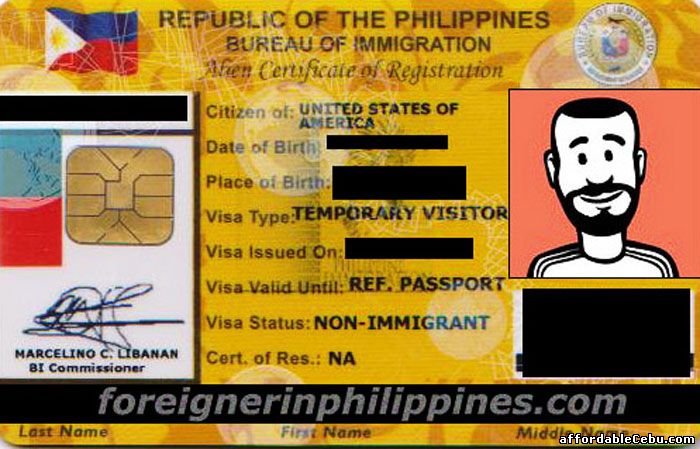 REPUBLIC OF THE PHILIPPINES
BUREAU OF IMMIGRATION
Alien Certificate of Registration
Citizen of: UNITED STATES OF
AMERICA
Date of Birth:
Place of Birth:
Visa Type: TEMPORARY VISITOR
Visa Issued On:
Visa Valid Until: REF. PASSPORT
Visa Status: NON-IMMIGRANT
Cert. of Res.: NA
MARCELINO C. LIBANAN
BI Commissioner
foreignerinphilippines.com
Last Name First Name Middle Name
affordableCebu.com